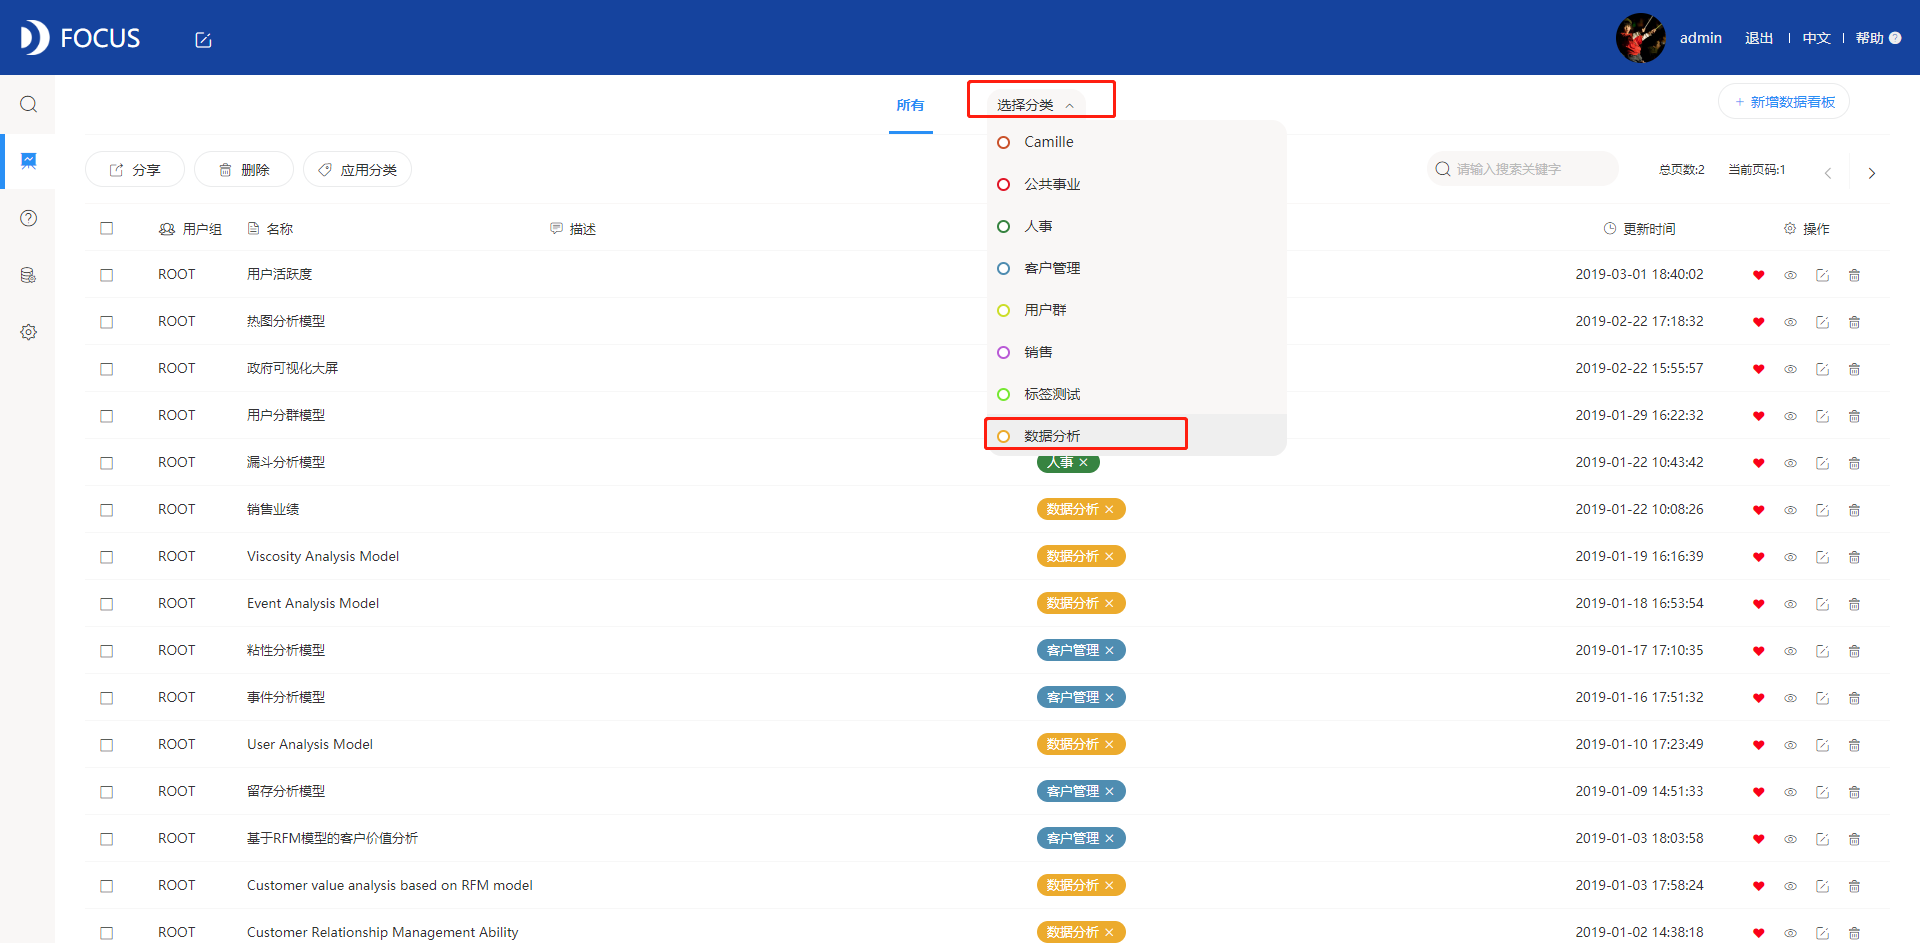 FOCUS
admin 退出 中文 帮助 ?
所有
选择分类
+ 新增数据看板
Camille
公共事业
人事
客户管理
用户群
销售
标签测试
数据分析
分享 删除 应用分类
请输入搜索关键字 总页数:2 当前页码:1
用户组 名称 描述 更新时间 操作
ROOT 用户活跃度 2019-03-01 18:40:02
ROOT 热图分析模型 2019-02-22 17:18:32
ROOT 政府可视化大屏 2019-02-22 15:55:57
ROOT 用户分群模型 2019-01-29 16:22:32
ROOT 漏斗分析模型 人事 × 2019-01-22 10:43:42
ROOT 销售业绩 数据分析 × 2019-01-22 10:08:26
ROOT Viscosity Analysis Model 数据分析 × 2019-01-19 16:16:39
ROOT Event Analysis Model 数据分析 × 2019-01-18 16:53:54
ROOT 粘性分析模型 客户管理 × 2019-01-17 17:10:35
ROOT 事件分析模型 客户管理 × 2019-01-16 17:51:32
ROOT User Analysis Model 数据分析 × 2019-01-10 17:23:49
ROOT 留存分析模型 客户管理 × 2019-01-09 14:51:33
ROOT 基于RFM模型的客户价值分析 客户管理 × 2019-01-03 18:03:58
ROOT Customer value analysis based on RFM model 数据分析 × 2019-01-03 17:58:24
ROOT Customer Relationship Management Ability 数据分析 × 2019-01-02 14:38:18